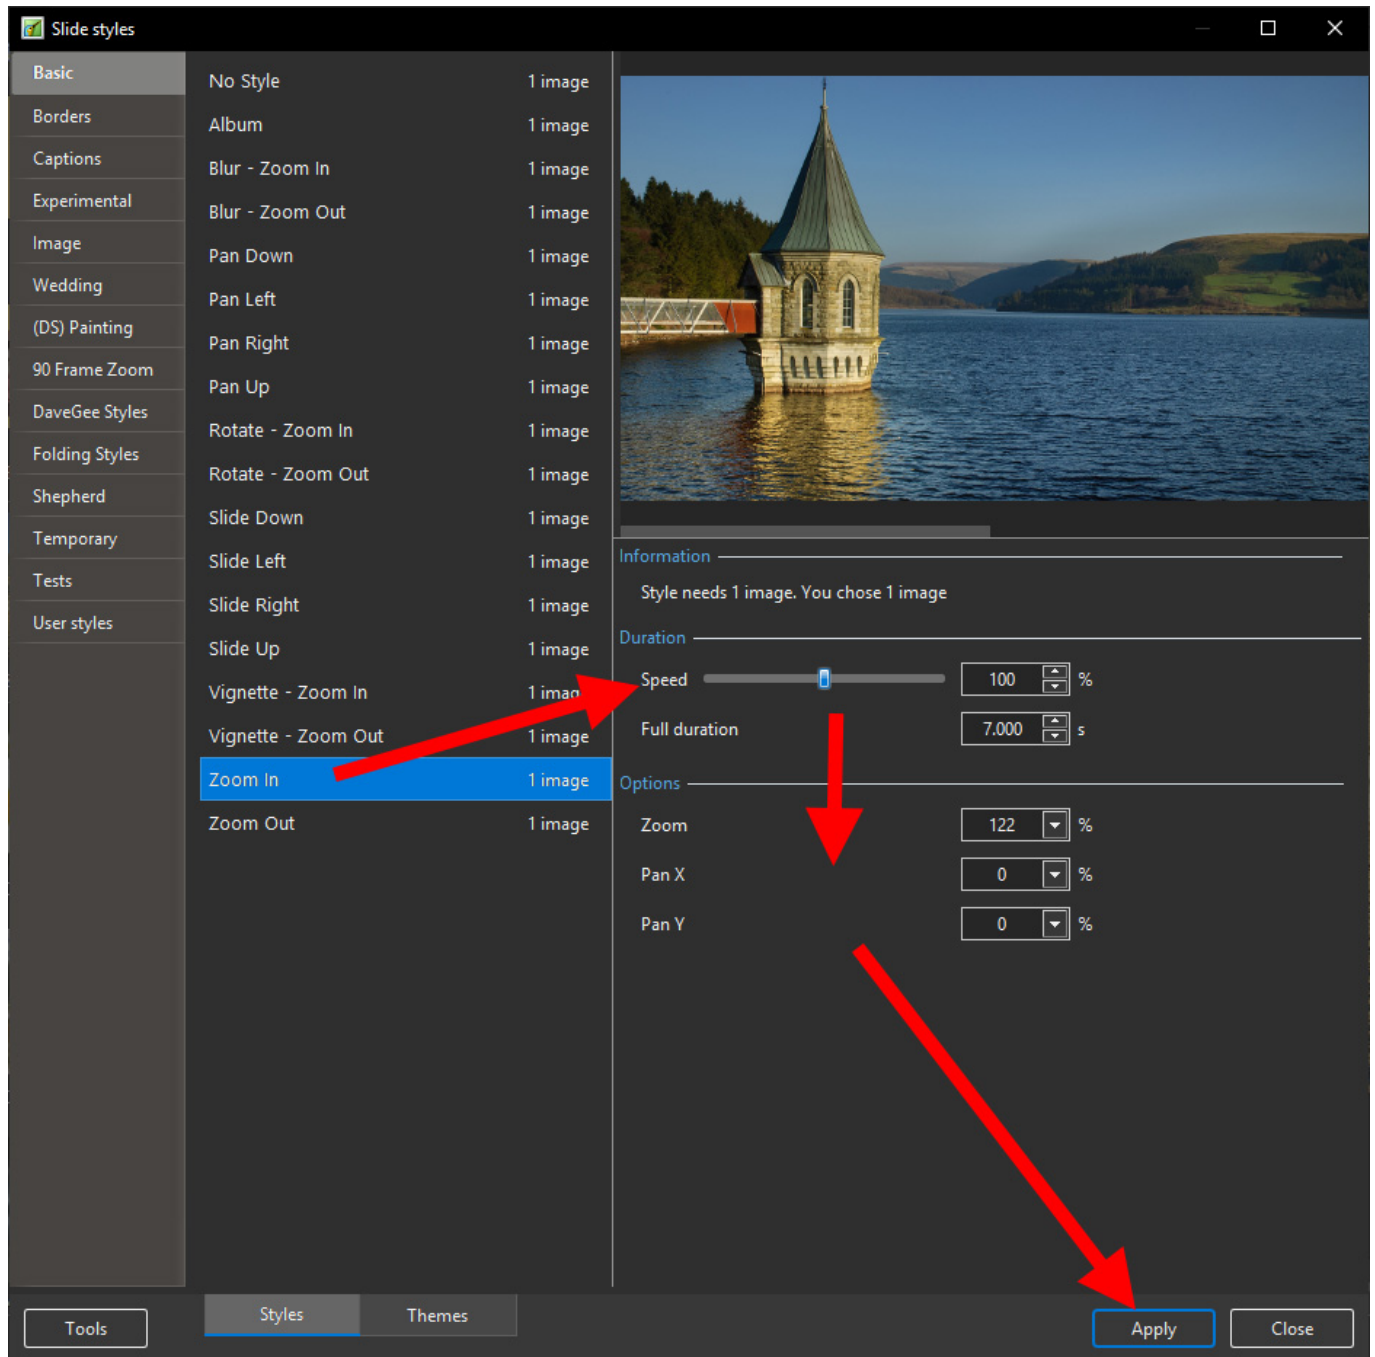 Slide styles
Basic
Borders
Captions
Experimental
Image
Wedding
(DS) Painting
90 Frame Zoom
DaveGee Styles
Folding Styles
Shepherd
Temporary
Tests
User styles
No Style 1 image
Album 1 image
Blur - Zoom In 1 image
Blur - Zoom Out 1 image
Pan Down 1 image
Pan Left 1 image
Pan Right 1 image
Pan Up 1 image
Rotate - Zoom In 1 image
Rotate - Zoom Out 1 image
Slide Down 1 image
Slide Left 1 image
Slide Right 1 image
Slide Up 1 image
Vignette - Zoom In 1 image
Vignette - Zoom Out 1 image
Zoom In 1 image
Zoom Out 1 image
Information
Style needs 1 image. You chose 1 image
Duration
Speed 100 %
Full duration 7.000 s
Options
Zoom 122 %
Pan X 0 %
Pan Y 0 %
Tools
Styles Themes
Apply Close